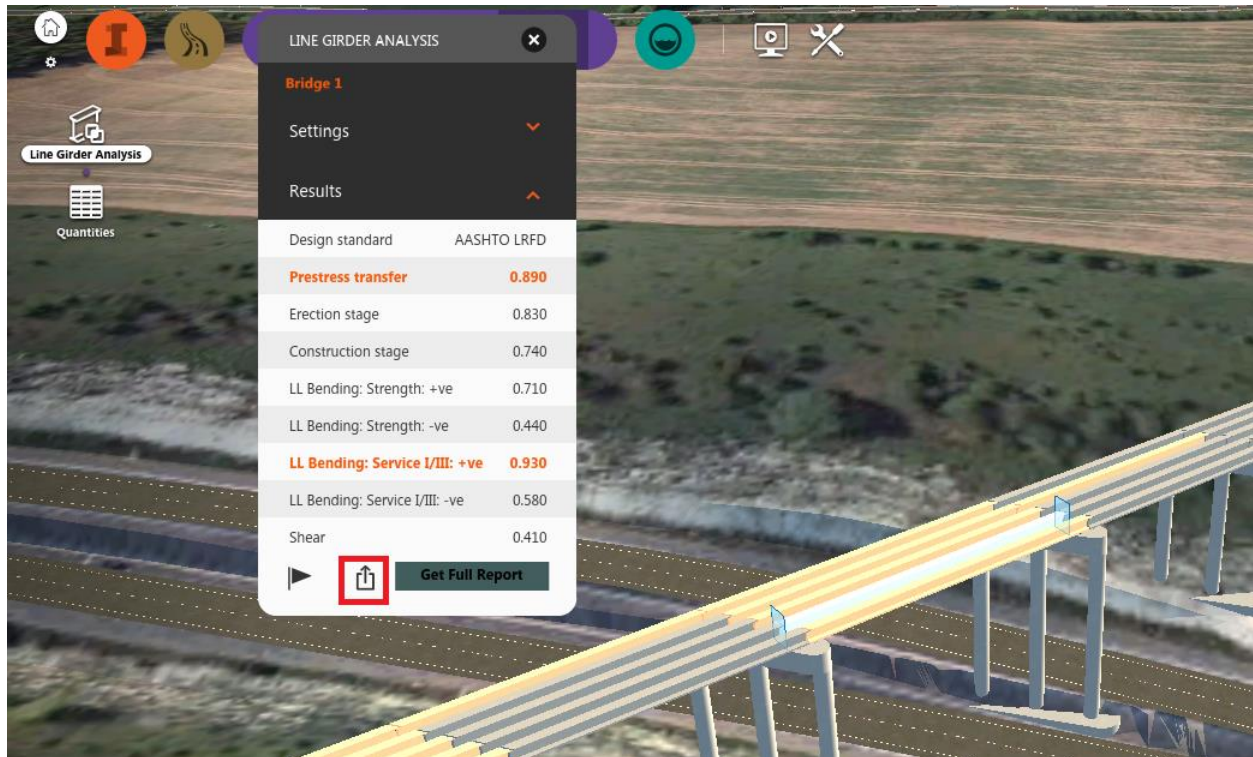 LINE GIRDER ANALYSIS
Bridge 1
Settings
Results
Design standard AASHTO LRFD
Prestress transfer 0.890
Erection stage 0.830
Construction stage 0.740
LL Bending: Strength: +ve 0.710
LL Bending: Strength: -ve 0.440
LL Bending: Service I/III: +ve 0.930
LL Bending: Service I/III: -ve 0.580
Shear 0.410
Get Full Report
Line Girder Analysis
Quantities